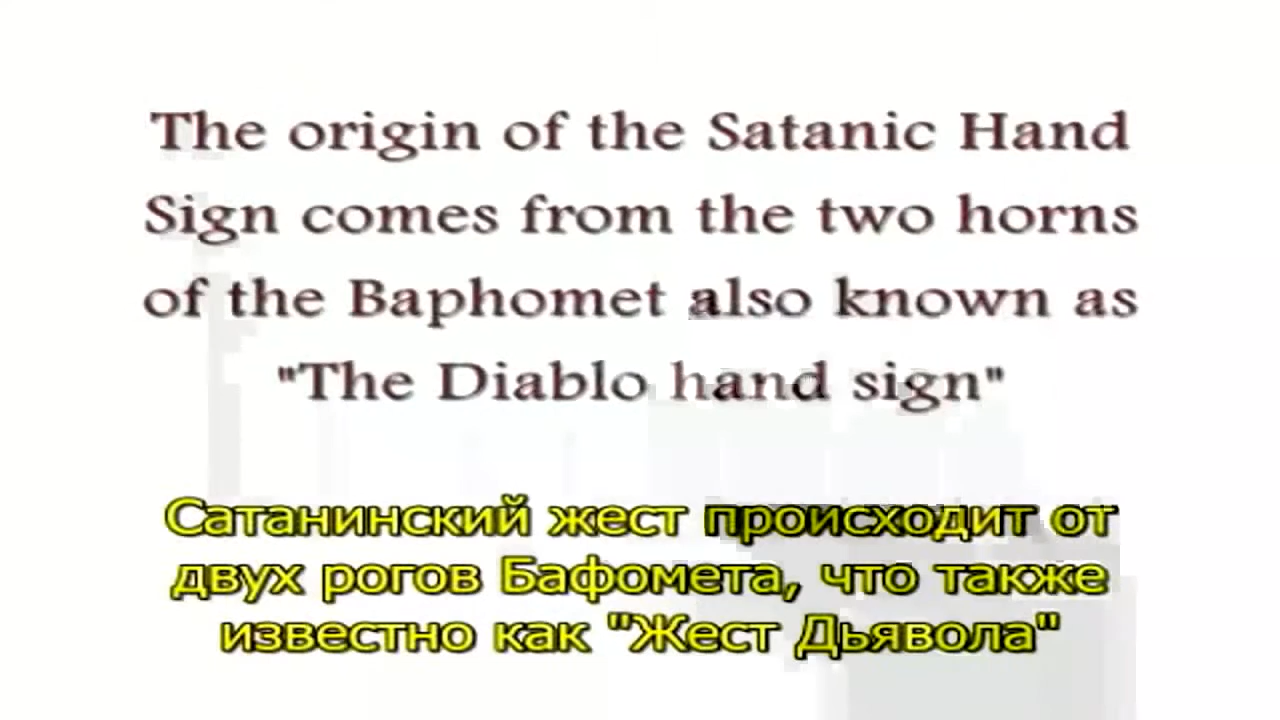 The origin of the Satanic Hand
Sign comes from the two horns
of the Baphomet also known as
"The Diablo hand sign"
Сатанинский жест происходит от
двух рогов Бафомета, что также
известно как "Жест Дьявола"